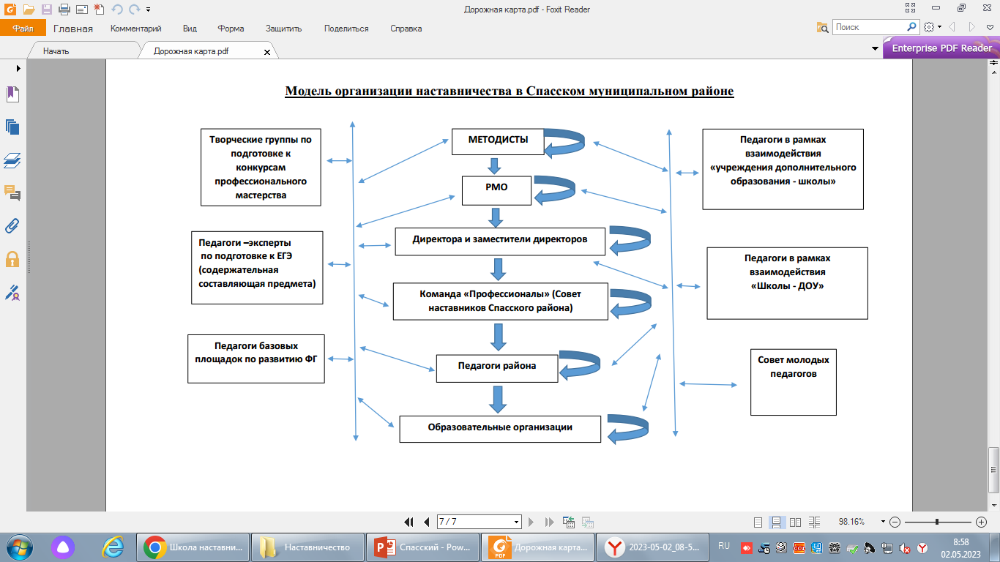 Дорожная карта.pdf - Foxit Reader
Файл
Главная
Комментарий
Вид
Форма
Защитить
Поделиться
Справка
Поиск
Начать
Дорожная карта.pdf
Enterprise PDF Reader
Модель организации наставничества в Спасском муниципальном районе
Творческие группы по
подготовке к
конкурсам
профессионального
мастерства
Педагоги –эксперты
по подготовке к ЕГЭ
(содержательная
составляющая предмета)
Педагоги базовых
площадок по развитию ФГ
МЕТОДИСТЫ
РМО
Директора и заместители директоров
Команда «Профессионалы» (Совет
наставников Спасского района)
Педагоги района
Образовательные организации
Педагоги в рамках
взаимодействия
«учреждения дополнительного
образования - школы»
Педагоги в рамках
взаимодействия
«Школы - ДОУ»
Совет молодых
педагогов
7 / 7
98.16%
Школа наставни...
Наставничество
Спасский - Pow...
Дорожная карта...
2023-05-02_08-5...
RU
8:58
02.05.2023